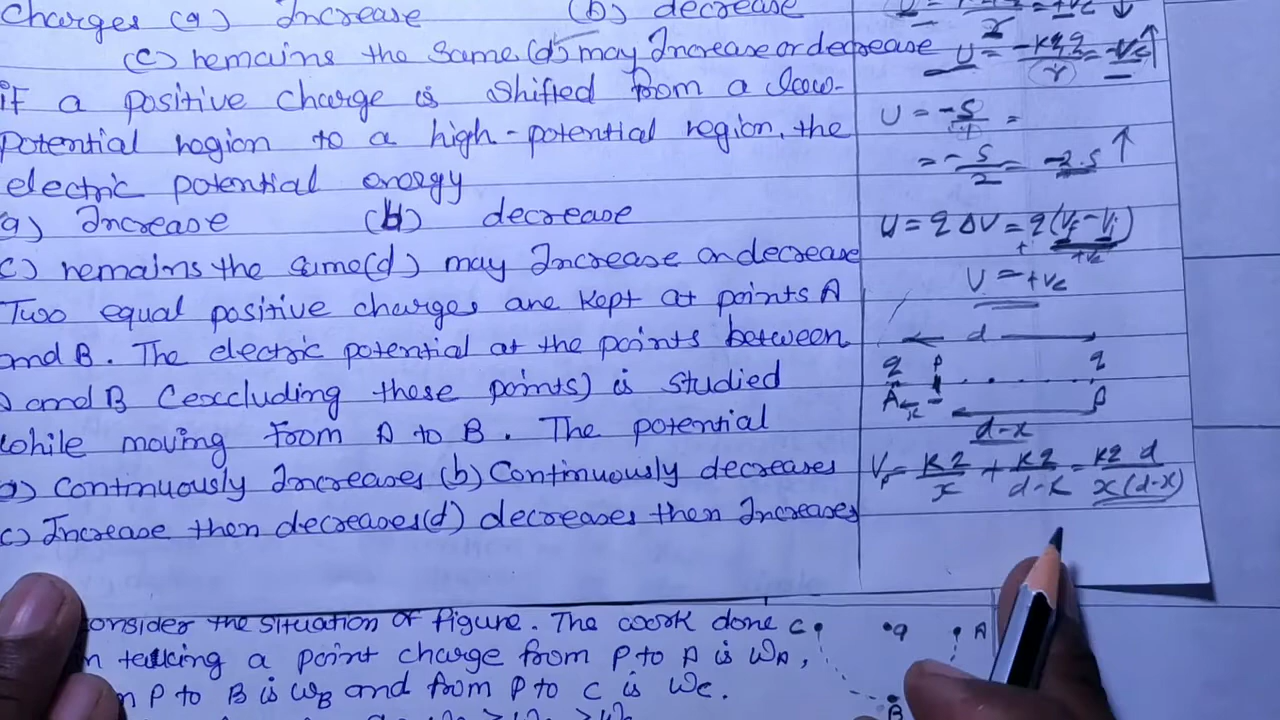 charges (a) Increase (b) decrease
(c) remains the same (d) may Increase or decrease
if a positive charge is shifted from a low-
potential region to a high-potential region, the
electric potential energy
a) Increase (b) decrease
c) remains the same (d) may Increase or decrease
Two equal positive charges are kept at points A
and B. The electric potential at the points between
A and B (excluding these points) is studied
while moving from A to B. The potential
a) Continuously Increases (b) Continuously decreases
c) Increase then decreases (d) decreases then Increases
U = -Kqq/r = -Ve ↑
U = -5/1 =
= -5/2 = -2.5 ↑
U = q ΔV = q (Vf - Vi)
+ +ve
U = +ve
d
q P q
A x B
d-x
Vp = Kq/x + Kq/d-x = Kq d/x(d-x)
onsider the situation of figure. The work done
n taking a point charge from P to A is WA,
m P to B is WB and from P to C is Wc.
C q A
B